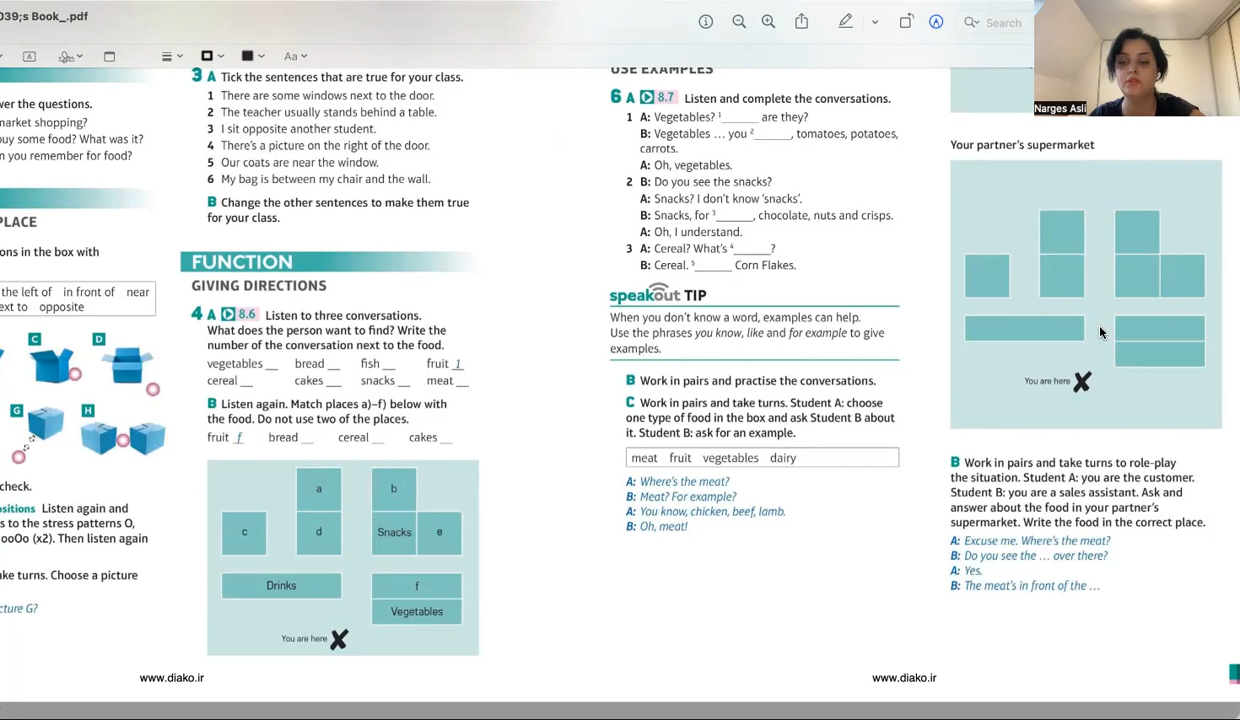 039;s Book_.pdf
Search
Aa
A
Narges Asli
wer the questions.
market shopping?
ouy some food? What was it?
n you remember for food?
PLACE
ons in the box with
the left of in front of near
ext to opposite
C
D
G
H
check.
ositions Listen again and
s to the stress patterns O,
ooOo (x2). Then listen again
ake turns. Choose a picture
cture G?
3 A Tick the sentences that are true for your class.
1 There are some windows next to the door.
2 The teacher usually stands behind a table.
3 I sit opposite another student.
4 There's a picture on the right of the door.
5 Our coats are near the window.
6 My bag is between my chair and the wall.
B Change the other sentences to make them true
for your class.
FUNCTION
GIVING DIRECTIONS
4 A 8.6 Listen to three conversations.
What does the person want to find? Write the
number of the conversation next to the food.
vegetables __ bread __ fish __ fruit 1
cereal __ cakes __ snacks __ meat __
B Listen again. Match places a)–f) below with
the food. Do not use two of the places.
fruit f bread __ cereal __ cakes __
a
b
c
d
Snacks
e
Drinks
f
Vegetables
You are here
www.diako.ir
USE EXAMPLES
6 A 8.7 Listen and complete the conversations.
1 A: Vegetables? 1______ are they?
B: Vegetables … you 2______, tomatoes, potatoes,
carrots.
A: Oh, vegetables.
2 B: Do you see the snacks?
A: Snacks? I don't know 'snacks'.
B: Snacks, for 3______, chocolate, nuts and crisps.
A: Oh, I understand.
3 A: Cereal? What's 4______?
B: Cereal. 5______ Corn Flakes.
speakout TIP
When you don't know a word, examples can help.
Use the phrases you know, like and for example to give
examples.
B Work in pairs and practise the conversations.
C Work in pairs and take turns. Student A: choose
one type of food in the box and ask Student B about
it. Student B: ask for an example.
meat fruit vegetables dairy
A: Where's the meat?
B: Meat? For example?
A: You know, chicken, beef, lamb.
B: Oh, meat!
Your partner's supermarket
You are here
B Work in pairs and take turns to role-play
the situation. Student A: you are the customer.
Student B: you are a sales assistant. Ask and
answer about the food in your partner's
supermarket. Write the food in the correct place.
A: Excuse me. Where's the meat?
B: Do you see the … over there?
A: Yes.
B: The meat's in front of the …
www.diako.ir